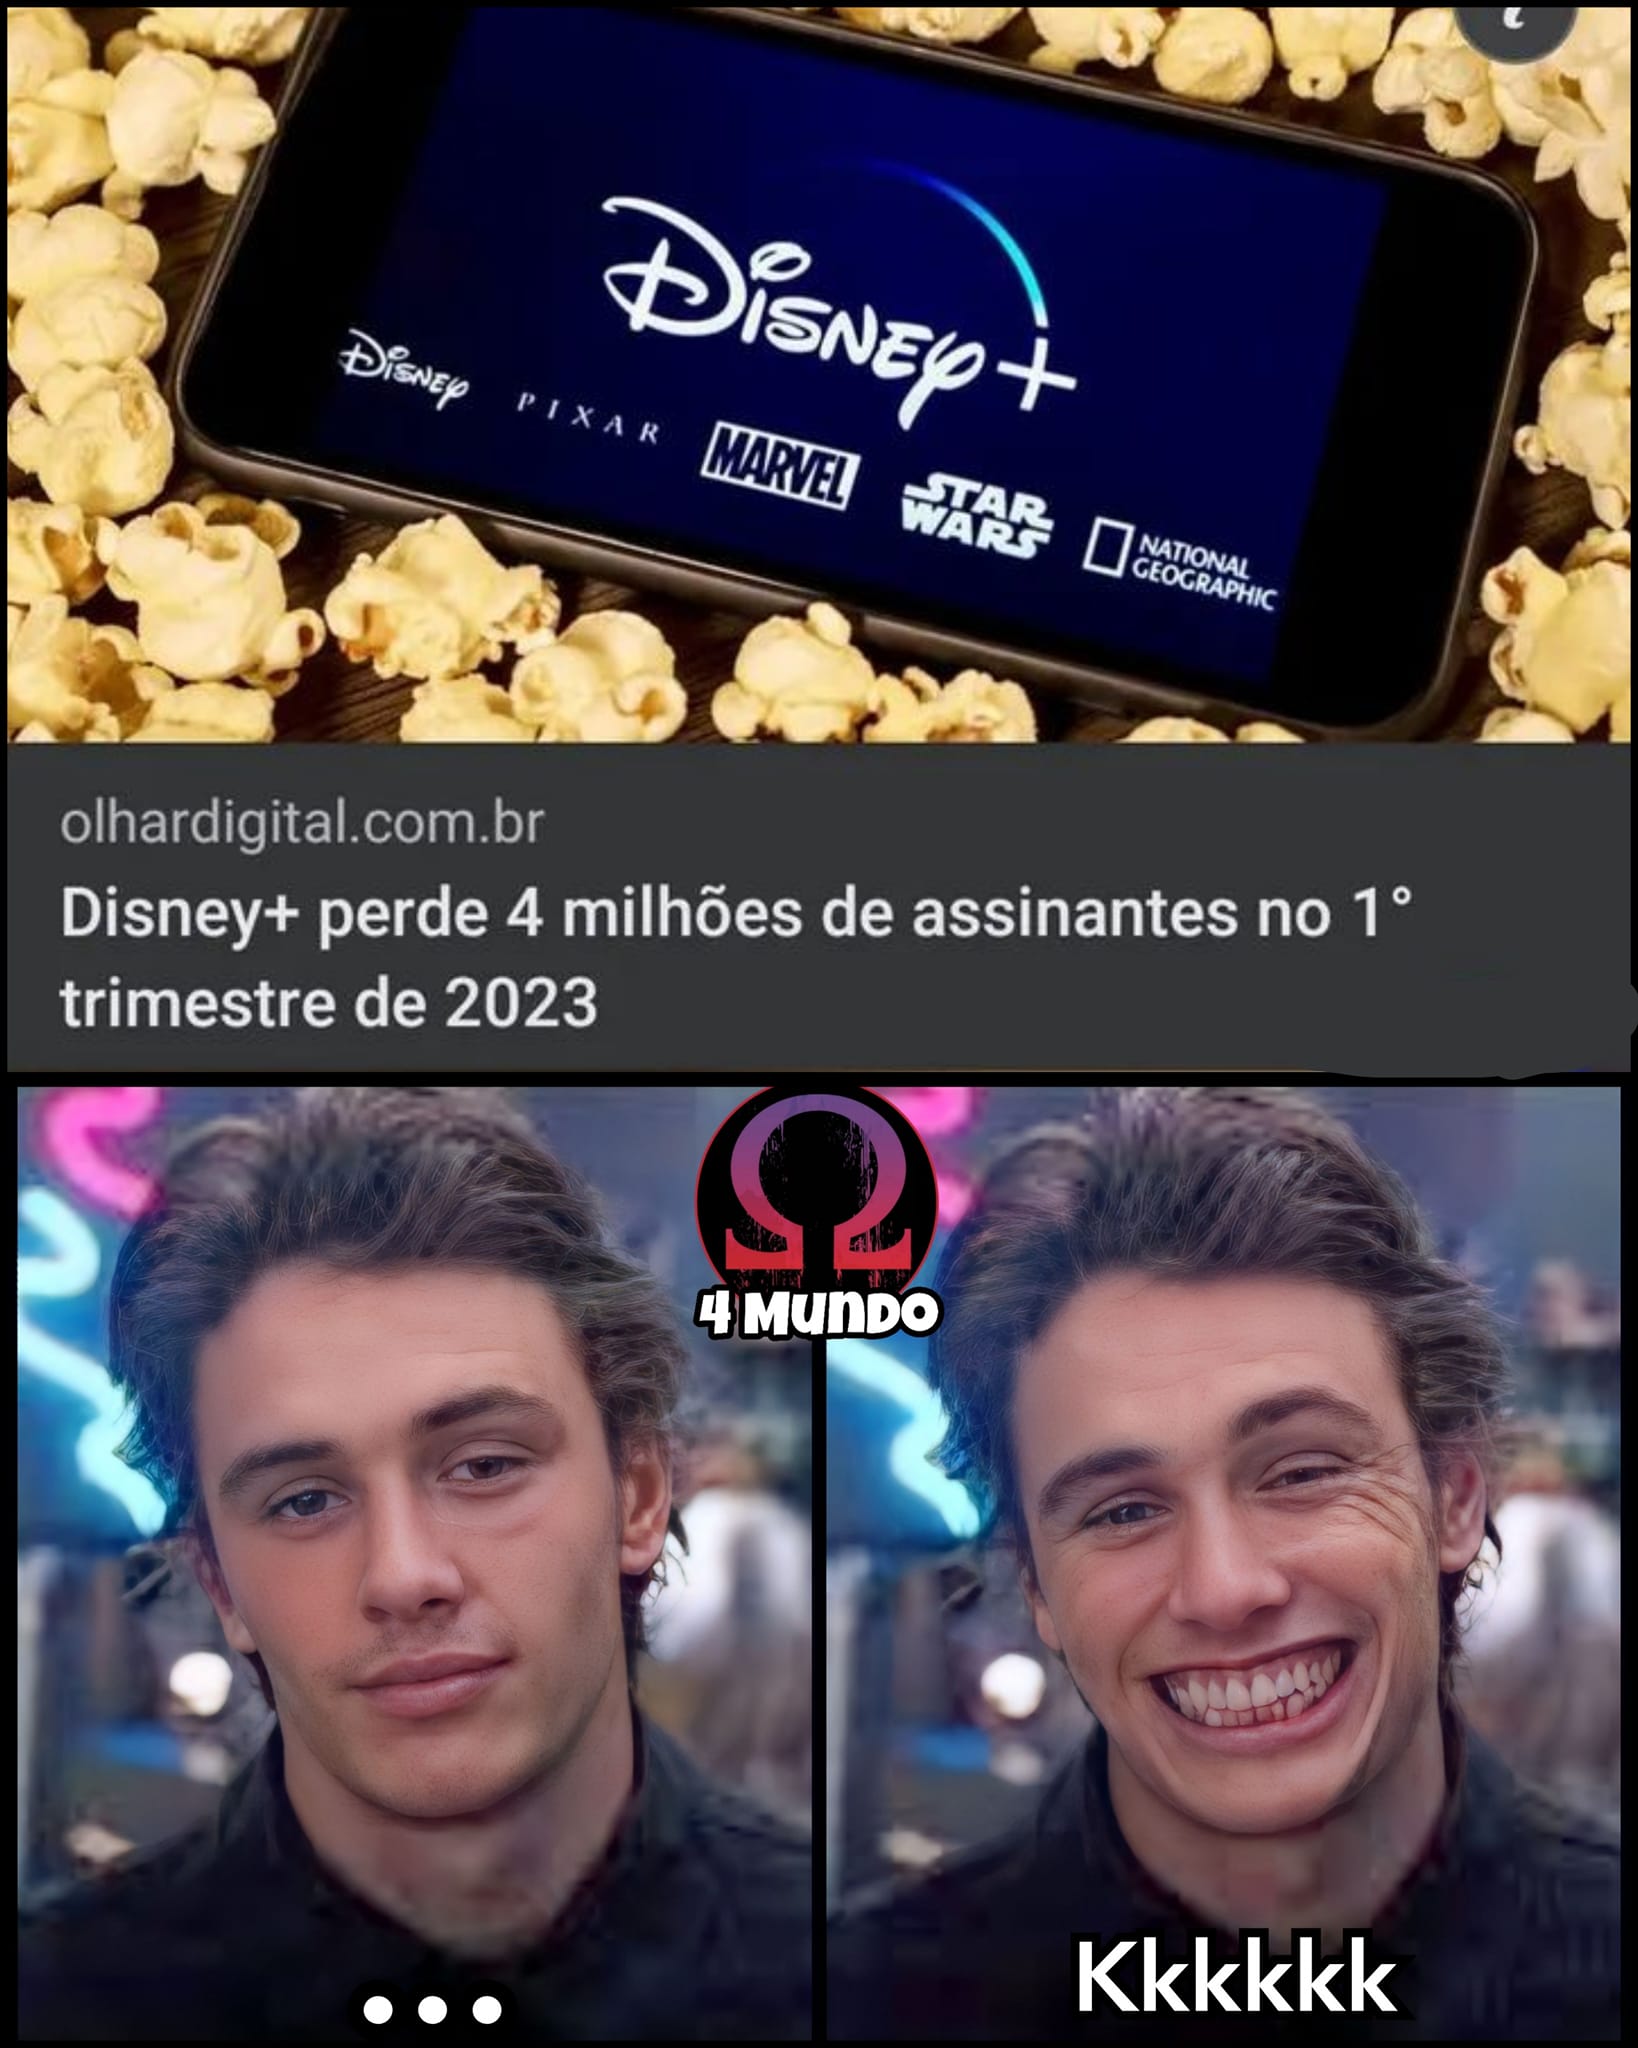 i
Disney+
Disney
PIXAR
MARVEL
STAR
WARS
NATIONAL
GEOGRAPHIC
olhardigital.com.br
Disney+ perde 4 milhões de assinantes no 1°
trimestre de 2023
Ω
4 Mundo
...
Kkkkkk